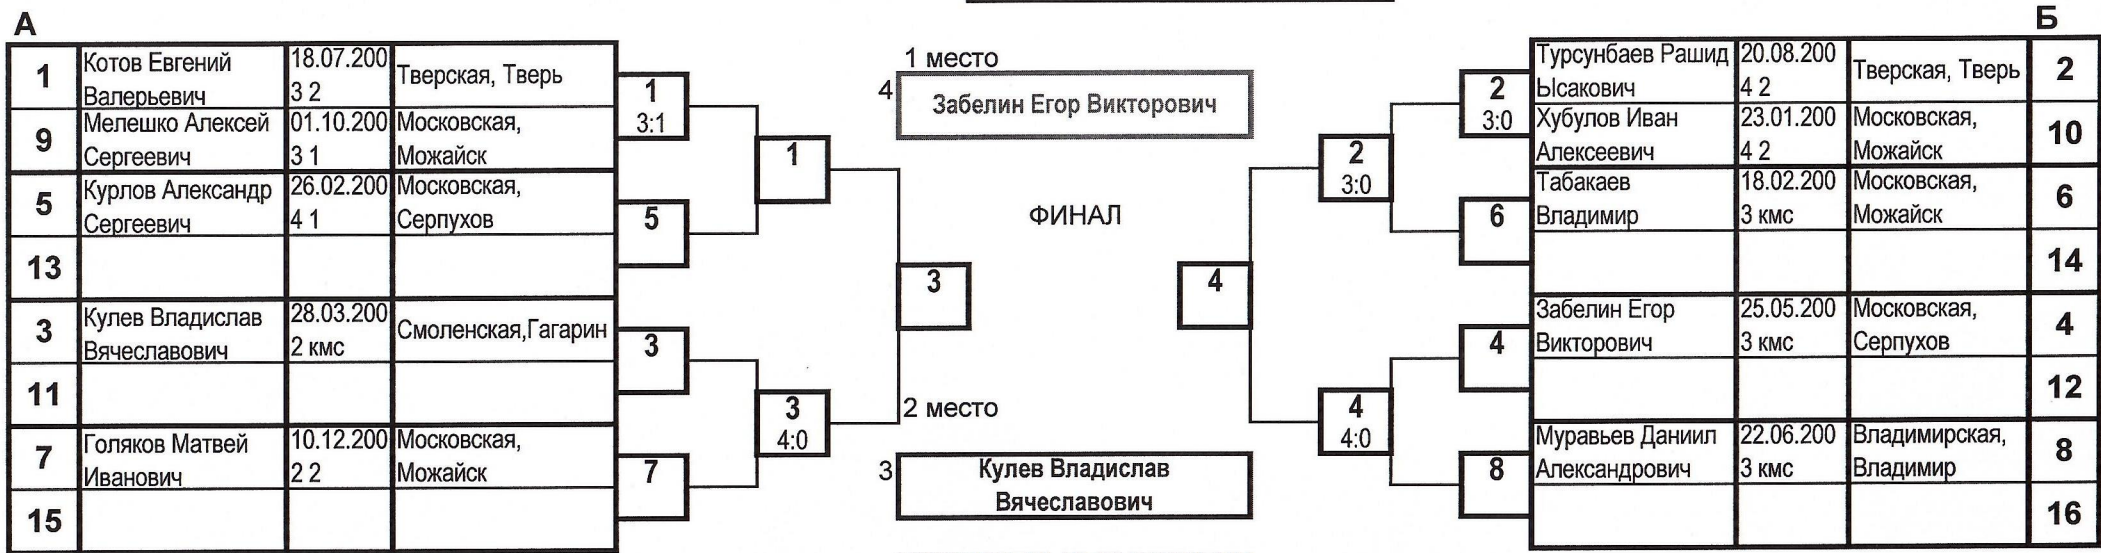 А
1
Котов Евгений
Валерьевич
18.07.200
3 2
Тверская, Тверь
9
Мелешко Алексей
Сергеевич
01.10.200
3 1
Московская,
Можайск
5
Курлов Александр
Сергеевич
26.02.200
4 1
Московская,
Серпухов
13
3
Кулев Владислав
Вячеславович
28.03.200
2 кмс
Смоленская,Гагарин
11
7
Голяков Матвей
Иванович
10.12.200
2 2
Московская,
Можайск
15
1
3:1
5
3
7
1
3
4:0
3
1 место
4
Забелин Егор Викторович
ФИНАЛ
2 место
3
Кулев Владислав
Вячеславович
4
2
3:0
4
4:0
2
3:0
6
4
8
Б
Турсунбаев Рашид
Ысакович
20.08.200
4 2
Тверская, Тверь
2
Хубулов Иван
Алексеевич
23.01.200
4 2
Московская,
Можайск
10
Табакаев
Владимир
18.02.200
3 кмс
Московская,
Можайск
6
14
Забелин Егор
Викторович
25.05.200
3 кмс
Московская,
Серпухов
4
12
Муравьев Даниил
Александрович
22.06.200
3 кмс
Владимирская,
Владимир
8
16